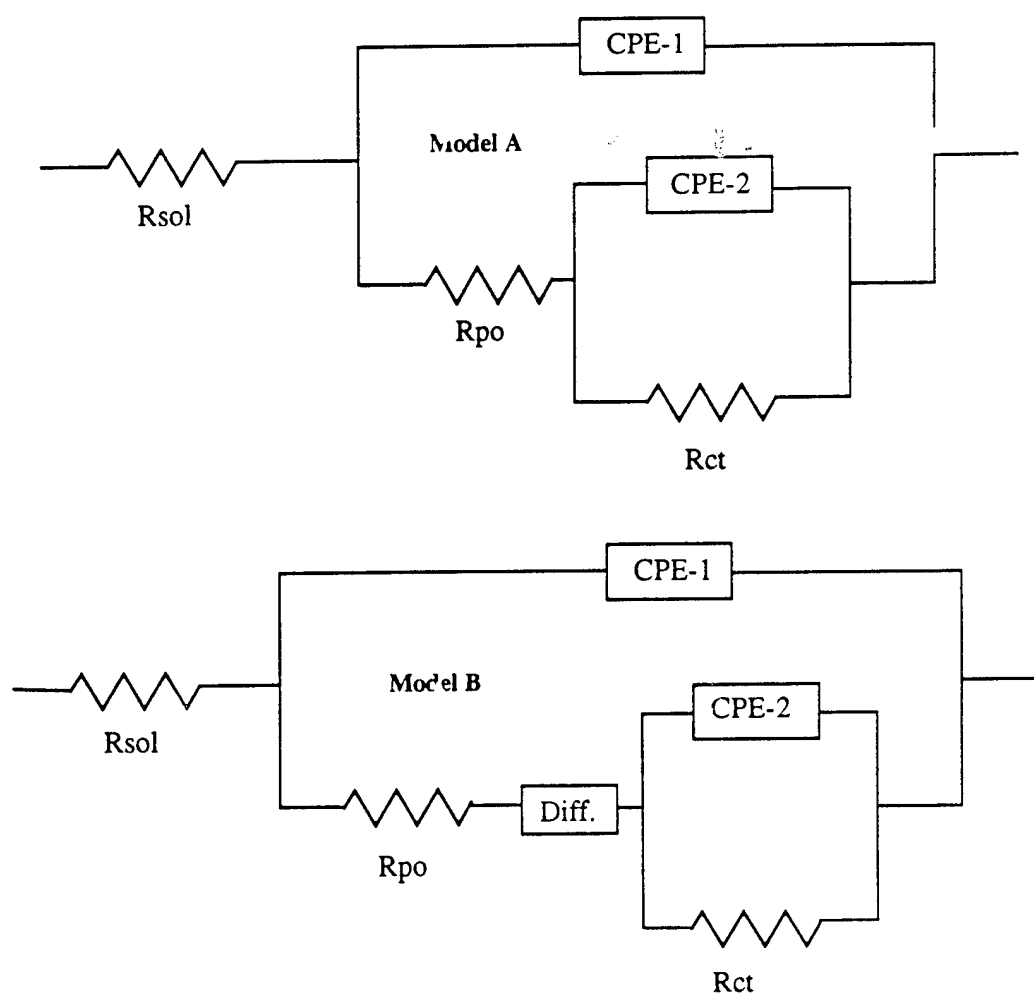 CPE-1
Model A
CPE-2
Rsol
Rpo
Rct
CPE-1
Model B
CPE-2
Rsol
Diff.
Rpo
Rct